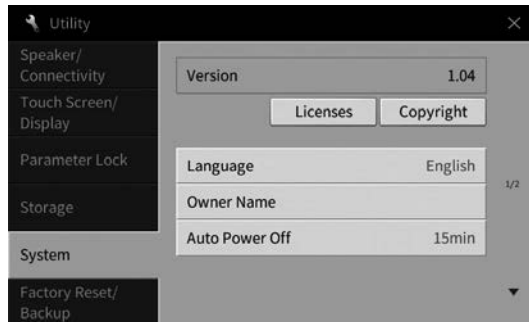 Utility
Speaker/
Connectivity
Touch Screen/
Display
Parameter Lock
Storage
System
Factory Reset/
Backup
Version 1.04
Licenses Copyright
Language English
Owner Name
Auto Power Off 15min
1/2